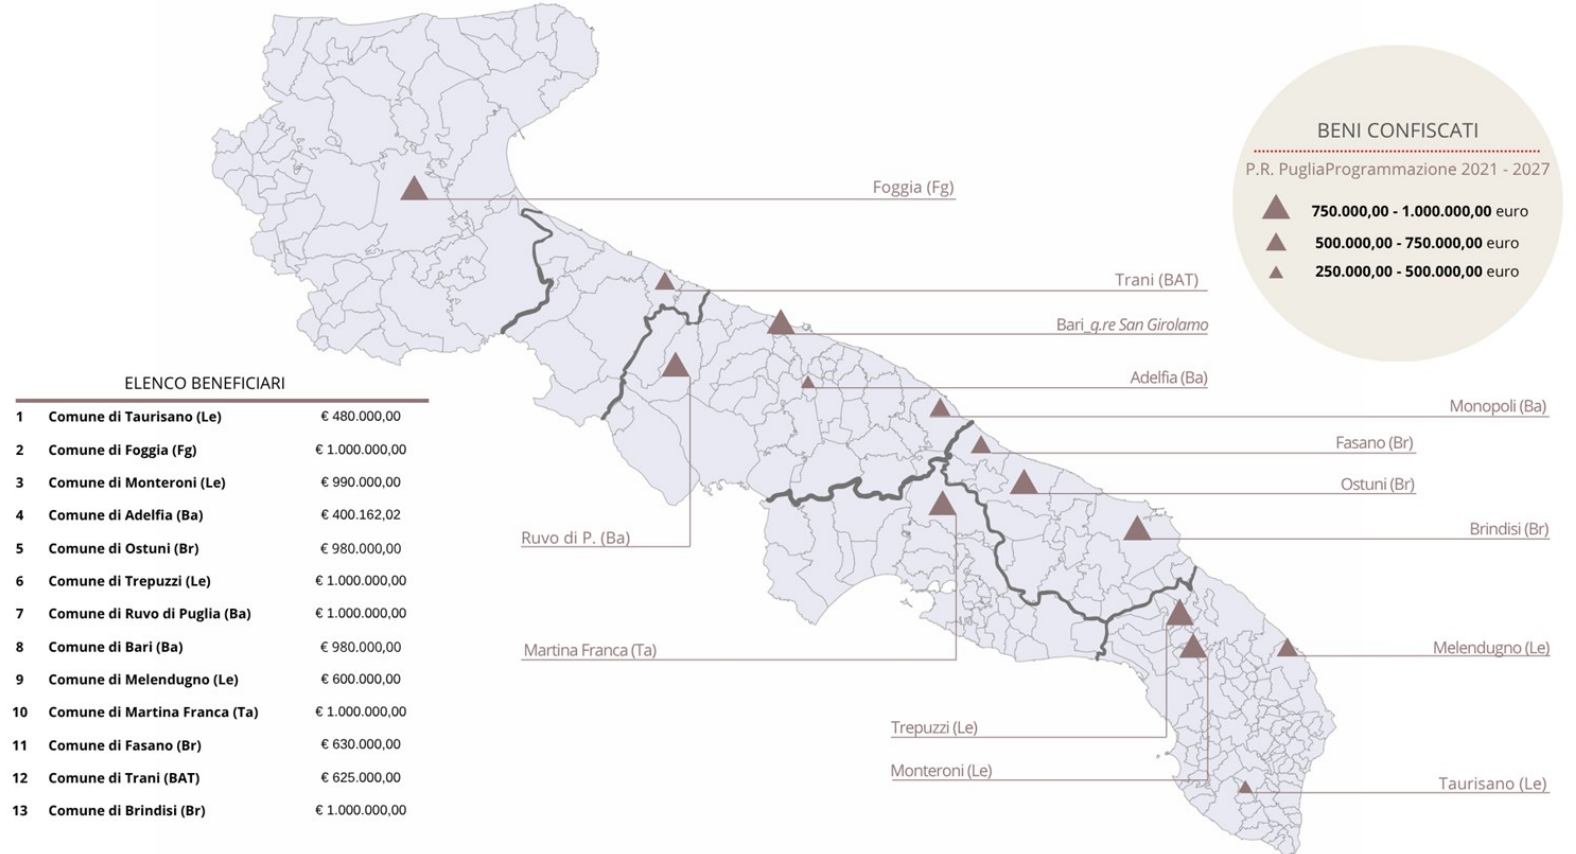 BENI CONFISCATI
P.R. PugliaProgrammazione 2021 - 2027
750.000,00 - 1.000.000,00 euro
500.000,00 - 750.000,00 euro
250.000,00 - 500.000,00 euro
Foggia (Fg)
Trani (BAT)
Bari_q.re San Girolamo
Adelfia (Ba)
Monopoli (Ba)
Fasano (Br)
Ostuni (Br)
Brindisi (Br)
Ruvo di P. (Ba)
Martina Franca (Ta)
Melendugno (Le)
Trepuzzi (Le)
Monteroni (Le)
Taurisano (Le)
ELENCO BENEFICIARI
1 Comune di Taurisano (Le) € 480.000,00
2 Comune di Foggia (Fg) € 1.000.000,00
3 Comune di Monteroni (Le) € 990.000,00
4 Comune di Adelfia (Ba) € 400.162,02
5 Comune di Ostuni (Br) € 980.000,00
6 Comune di Trepuzzi (Le) € 1.000.000,00
7 Comune di Ruvo di Puglia (Ba) € 1.000.000,00
8 Comune di Bari (Ba) € 980.000,00
9 Comune di Melendugno (Le) € 600.000,00
10 Comune di Martina Franca (Ta) € 1.000.000,00
11 Comune di Fasano (Br) € 630.000,00
12 Comune di Trani (BAT) € 625.000,00
13 Comune di Brindisi (Br) € 1.000.000,00